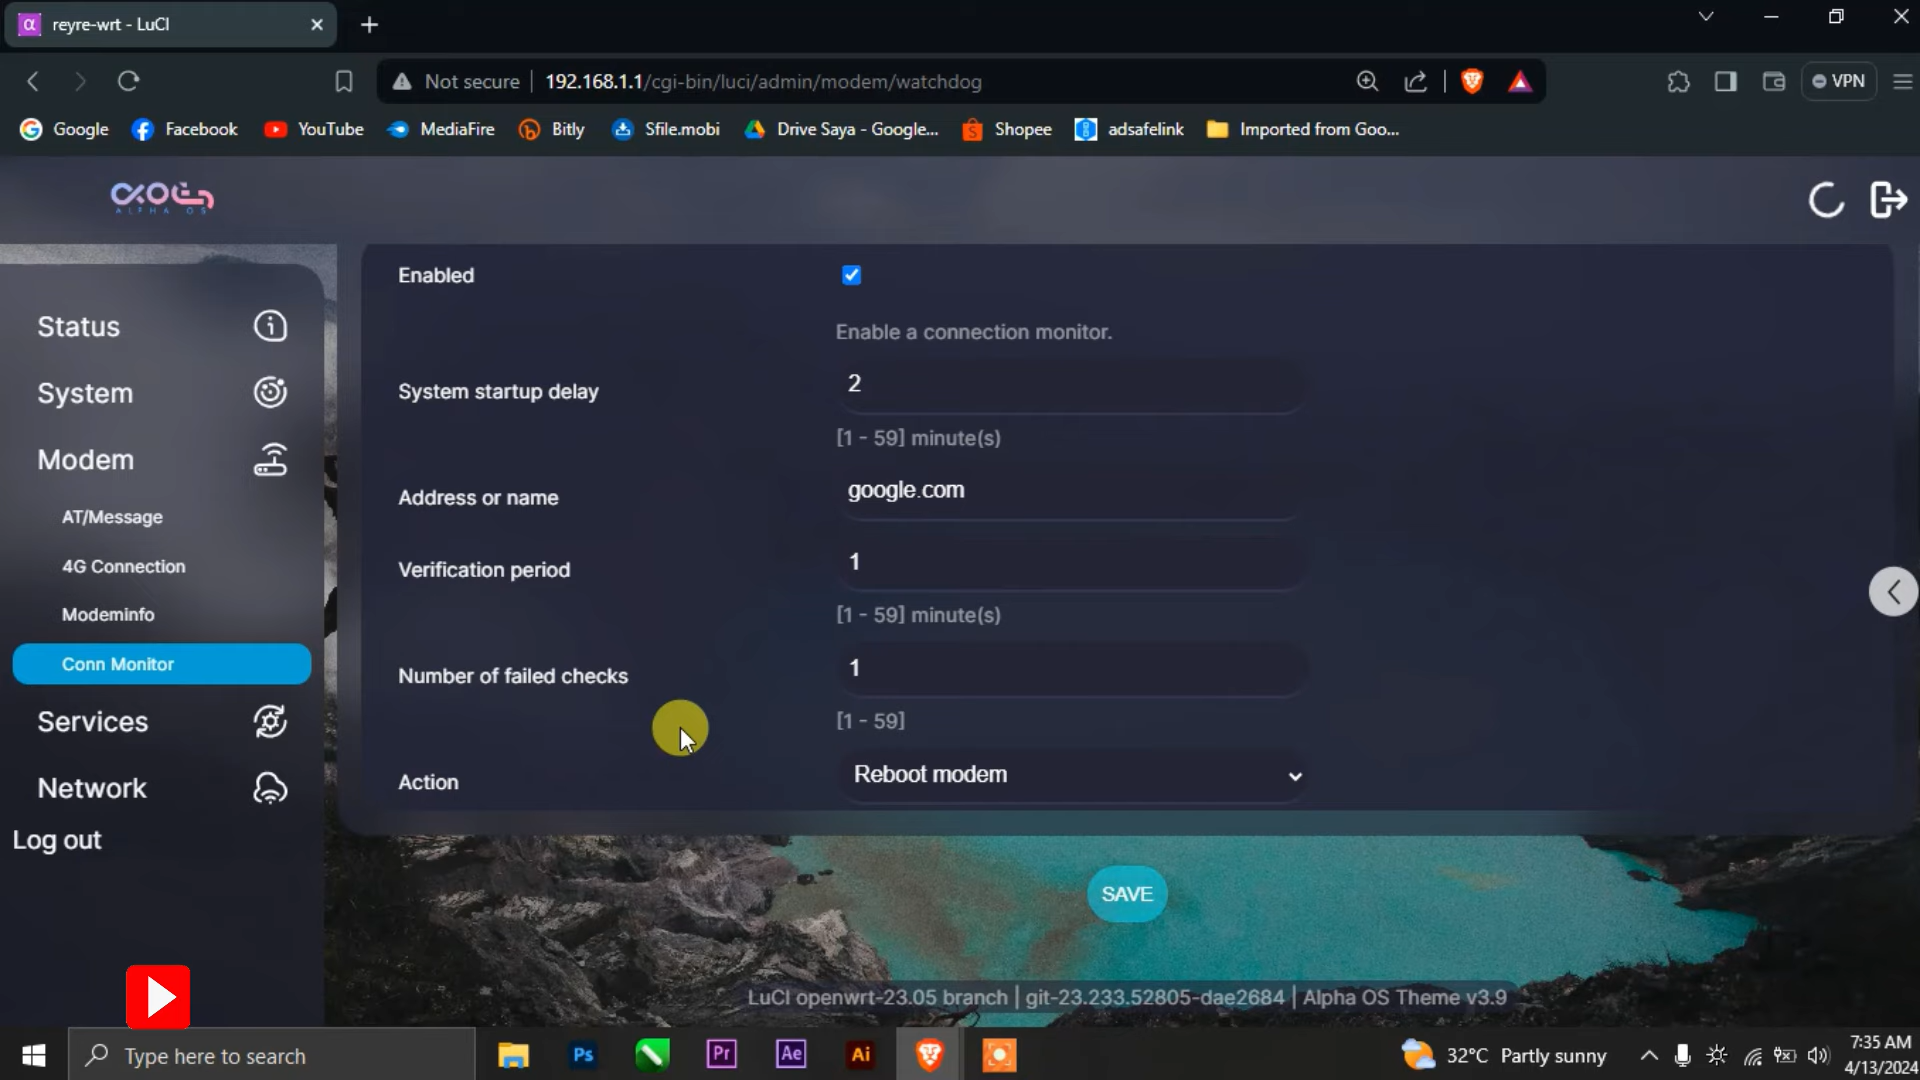 reyre-wrt - LuCI
Not secure
192.168.1.1/cgi-bin/luci/admin/modem/watchdog
VPN
Google
Facebook
YouTube
MediaFire
Bitly
Sfile.mobi
Drive Saya - Google...
Shopee
adsafelink
Imported from Goo...
ALPHA OS
Status
System
Modem
AT/Message
4G Connection
Modeminfo
Conn Monitor
Services
Network
Log out
Enabled
Enable a connection monitor.
System startup delay
2
[1 - 59] minute(s)
Address or name
google.com
Verification period
1
[1 - 59] minute(s)
Number of failed checks
1
[1 - 59]
Action
Reboot modem
SAVE
LuCI openwrt-23.05 branch | git-23.233.52805-dae2684 | Alpha OS Theme v3.9
Type here to search
Ps
Pr
Ae
Ai
32°C Partly sunny
7:35 AM
4/13/2024